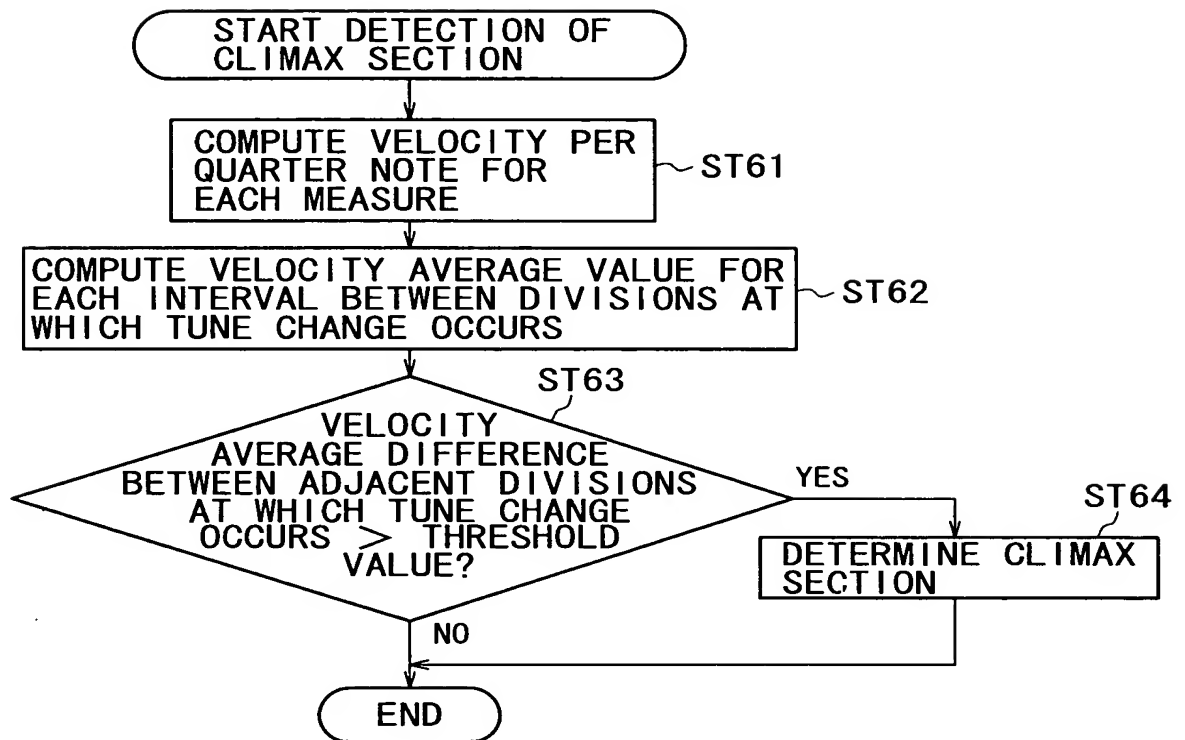 START DETECTION OF
CLIMAX SECTION
COMPUTE VELOCITY PER
QUARTER NOTE FOR
EACH MEASURE
ST61
COMPUTE VELOCITY AVERAGE VALUE FOR
EACH INTERVAL BETWEEN DIVISIONS AT
WHICH TUNE CHANGE OCCURS
ST62
ST63
VELOCITY
AVERAGE DIFFERENCE
BETWEEN ADJACENT DIVISIONS
AT WHICH TUNE CHANGE
OCCURS > THRESHOLD
VALUE?
YES
ST64
DETERMINE CLIMAX
SECTION
NO
END